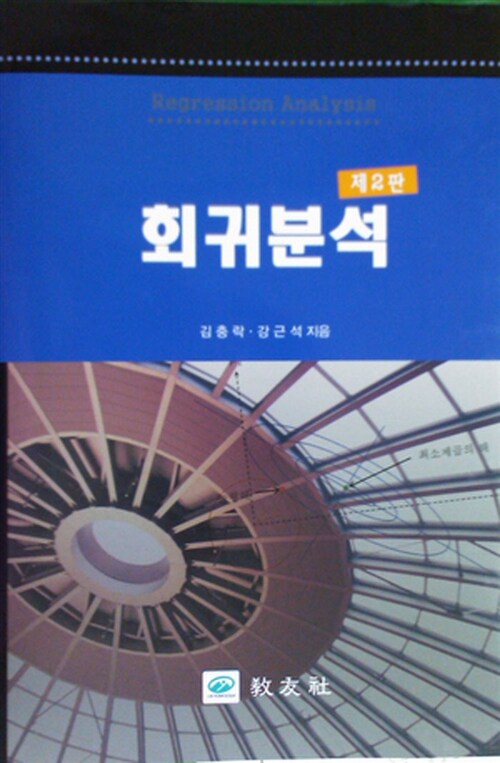 Regression Analysis
제2판
회귀분석
김충락 · 강근석 지음
최소제곱의 해
敎友社